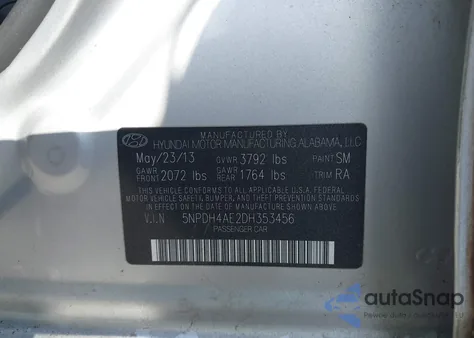 MANUFACTURED BY
HYUNDAI MOTOR MANUFACTURING ALABAMA, LLC
May/23/13 GVWR 3792 lbs PAINT SM
GAWR FRONT 2072 lbs GAWR REAR 1764 lbs TRIM RA
THIS VEHICLE CONFORMS TO ALL APPLICABLE U.S. FEDERAL
MOTOR VEHICLE SAFETY, BUMPER, AND THEFT PREVENTION STANDARDS
IN EFFECT ON THE DATE OF MANUFACTURE SHOWN ABOVE.
V.I.N 5NPDH4AE2DH353456
PASSENGER CAR
autoSnap